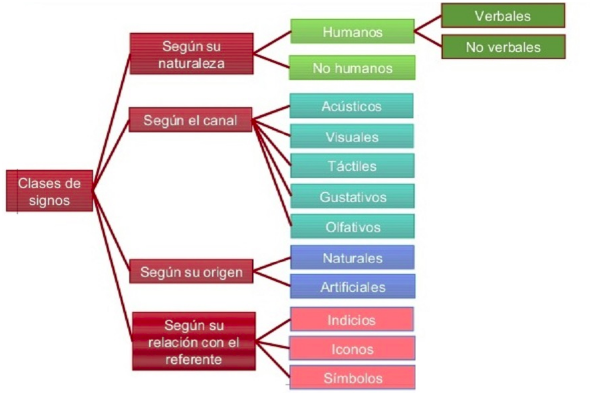 Clases de
signos
Según su
naturaleza
Humanos
Verbales
No verbales
No humanos
Según el canal
Acústicos
Visuales
Táctiles
Gustativos
Olfativos
Según su origen
Naturales
Artificiales
Según su
relación con el
referente
Indicios
Iconos
Símbolos